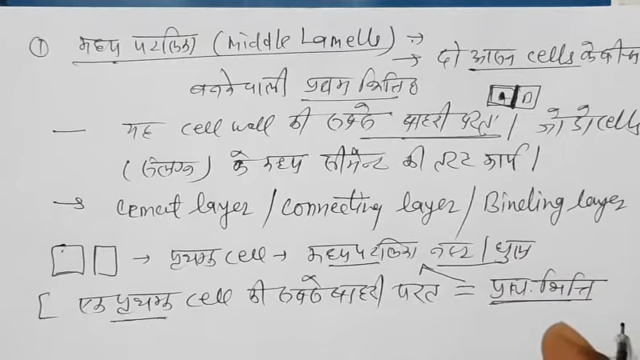 ① मध्य पटलिका (Middle Lamella) →
→ दो आसन्न cells के बीच
बनने वाली प्रथम भित्ति है
— यह cell wall की सबसे बाहरी परत। जो दो cells
(संलग्न) के मध्य सीमेन्ट की तरह कार्य।
→ Cement layer / Connecting layer / Binding layer
→ पृथक cell → मध्य पटलिका नष्ट / घुल
[ एक पृथक cell की सबसे बाहरी परत = प्राथ. भित्ति